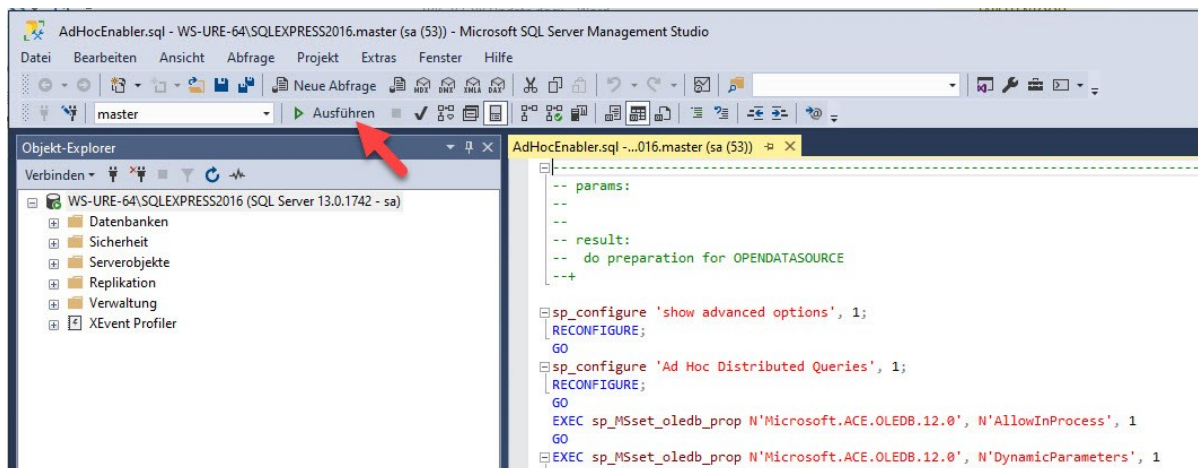 AdHocEnabler.sql - WS-URE-64\SQLEXPRESS2016.master (sa (53)) - Microsoft SQL Server Management Studio
Datei Bearbeiten Ansicht Abfrage Projekt Extras Fenster Hilfe
Neue Abfrage MDX DMX XMLA DAX
master Ausführen
Objekt-Explorer
Verbinden
WS-URE-64\SQLEXPRESS2016 (SQL Server 13.0.1742 - sa)
Datenbanken
Sicherheit
Serverobjekte
Replikation
Verwaltung
XEvent Profiler
AdHocEnabler.sql -...016.master (sa (53))
--------------------------------------------------------------------------------
-- params:
--
--
-- result:
--  do preparation for OPENDATASOURCE
--+
sp_configure 'show advanced options', 1;
RECONFIGURE;
GO
sp_configure 'Ad Hoc Distributed Queries', 1;
RECONFIGURE;
GO
EXEC sp_MSset_oledb_prop N'Microsoft.ACE.OLEDB.12.0', N'AllowInProcess', 1
GO
EXEC sp_MSset_oledb_prop N'Microsoft.ACE.OLEDB.12.0', N'DynamicParameters', 1